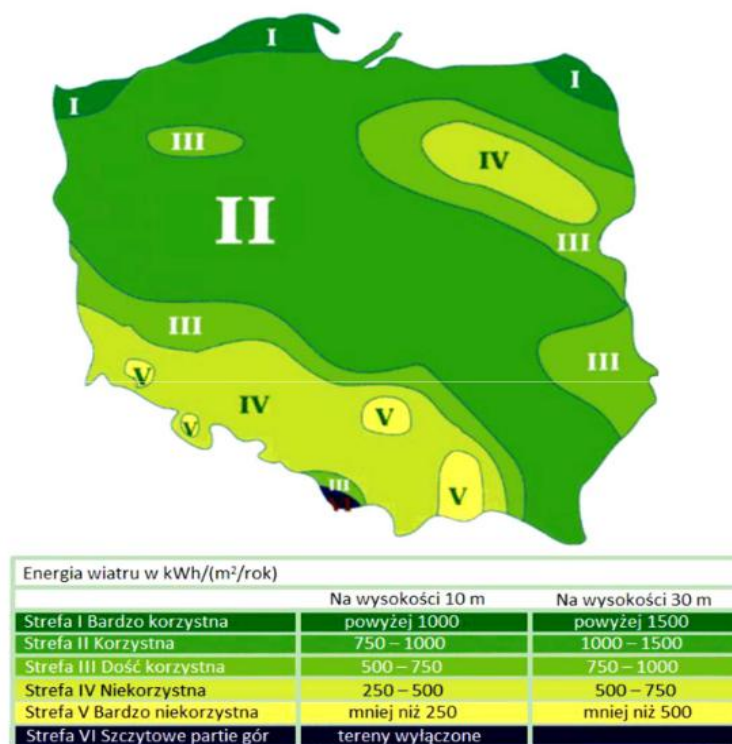 I
I
I
III
IV
II
III
III
III
V
IV
V
V
III
V
VI
Energia wiatru w kWh/(m²/rok)
Na wysokości 10 m Na wysokości 30 m
Strefa I Bardzo korzystna powyżej 1000 powyżej 1500
Strefa II Korzystna 750 – 1000 1000 – 1500
Strefa III Dość korzystna 500 – 750 750 – 1000
Strefa IV Niekorzystna 250 – 500 500 – 750
Strefa V Bardzo niekorzystna mniej niż 250 mniej niż 500
Strefa VI Szczytowe partie gór tereny wyłączone